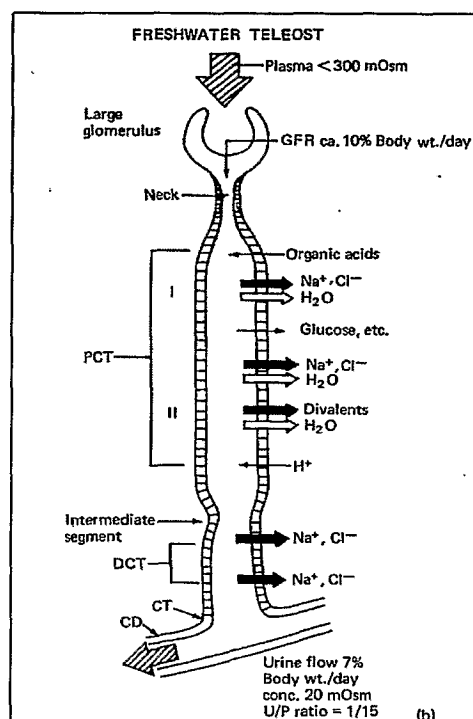 FRESHWATER TELEOST
Plasma <300 mOsm
Large
glomerulus
GFR ca. 10% Body wt./day
Neck
Organic acids
I
Na⁺, Cl⁻
H₂O
Glucose, etc.
PCT
Na⁺, Cl⁻
H₂O
II
Divalents
H₂O
H⁺
Intermediate
segment
Na⁺, Cl⁻
DCT
Na⁺, Cl⁻
CT
CD
Urine flow 7%
Body wt./day
conc. 20 mOsm
U/P ratio = 1/15
(b)